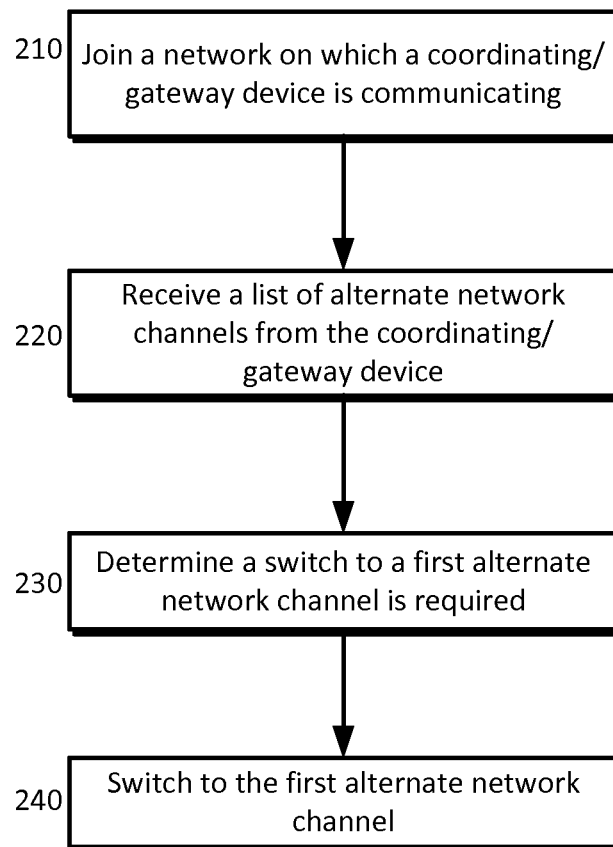 210
Join a network on which a coordinating/
gateway device is communicating
220
Receive a list of alternate network
channels from the coordinating/
gateway device
230
Determine a switch to a first alternate
network channel is required
240
Switch to the first alternate network
channel